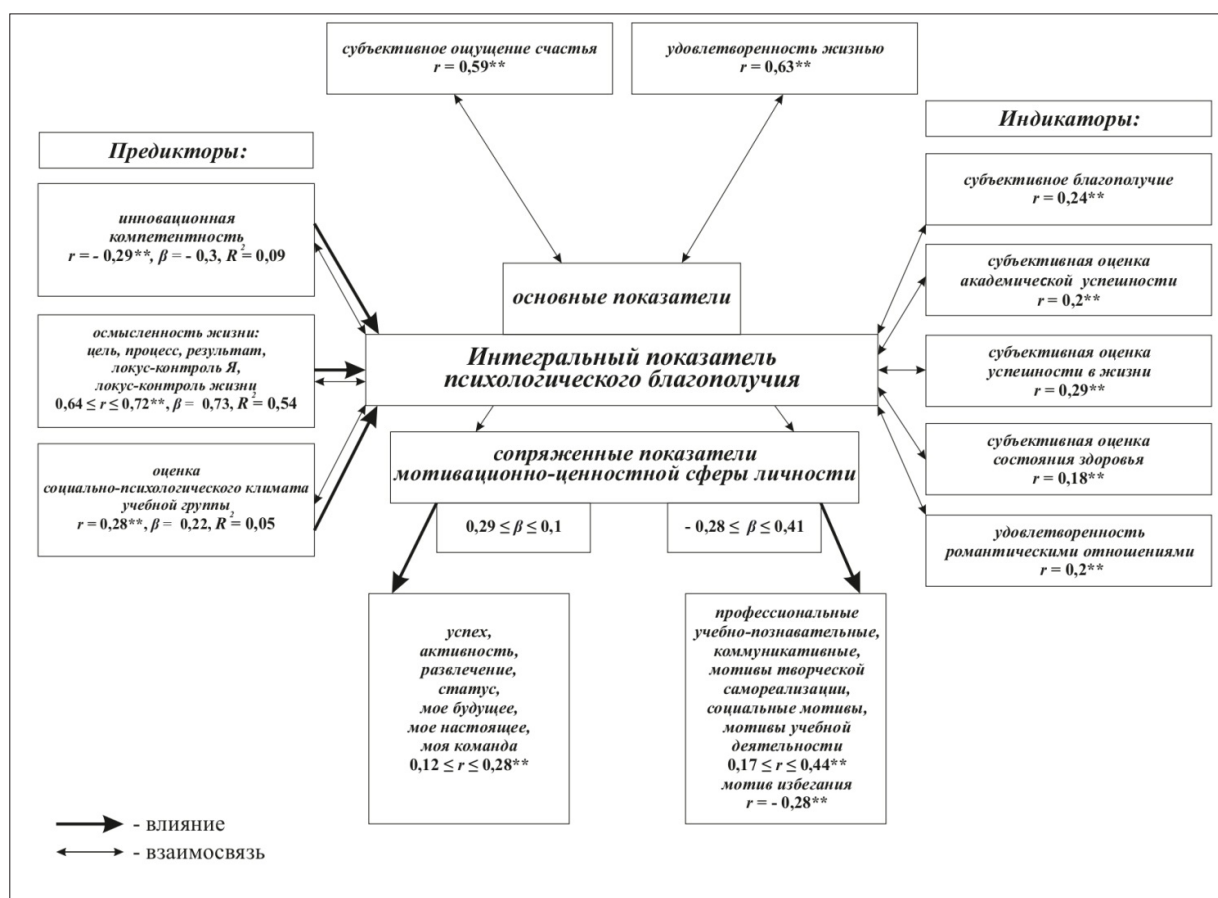 субъективное ощущение счастья
r = 0,59**
удовлетворенность жизнью
r = 0,63**
Предикторы:
инновационная
компетентность
r = - 0,29**, β = - 0,3, R² = 0,09
осмысленность жизни:
цель, процесс, результат,
локус-контроль Я,
локус-контроль жизни
0,64 ≤ r ≤ 0,72**, β = 0,73, R² = 0,54
оценка
социально-психологического климата
учебной группы
r = 0,28**, β = 0,22, R² = 0,05
основные показатели
Интегральный показатель
психологического благополучия
сопряженные показатели
мотивационно-ценностной сферы личности
0,29 ≤ β ≤ 0,1
- 0,28 ≤ β ≤ 0,41
успех,
активность,
развлечение,
статус,
мое будущее,
мое настоящее,
моя команда
0,12 ≤ r ≤ 0,28**
профессиональные
учебно-познавательные,
коммуникативные,
мотивы творческой
самореализации,
социальные мотивы,
мотивы учебной
деятельности
0,17 ≤ r ≤ 0,44**
мотив избегания
r = - 0,28**
Индикаторы:
субъективное благополучие
r = 0,24**
субъективная оценка
академической успешности
r = 0,2**
субъективная оценка
успешности в жизни
r = 0,29**
субъективная оценка
состояния здоровья
r = 0,18**
удовлетворенность
романтическими отношениями
r = 0,2**
- влияние
- взаимосвязь